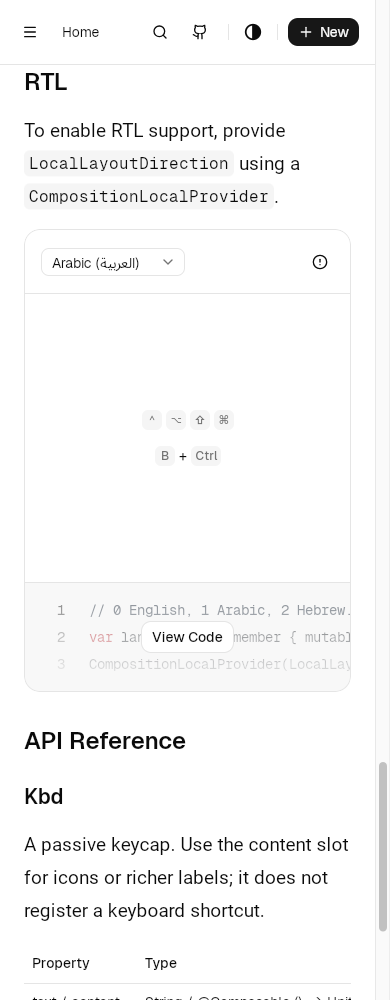 Home
New
RTL
To enable RTL support, provide
LocalLayoutDirection using a
CompositionLocalProvider.
Arabic (العربية)
^ ⌥ ⇧ ⌘
B + Ctrl
1 // 0 English, 1 Arabic, 2 Hebrew.
2 var lan View Code member { mutabl
3 CompositionLocalProvider(LocalLay
API Reference
Kbd
A passive keycap. Use the content slot
for icons or richer labels; it does not
register a keyboard shortcut.
Property Type